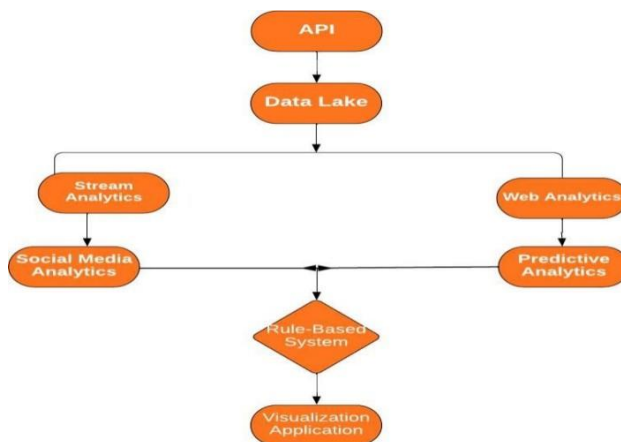 API
Data Lake
Stream
Analytics
Web Analytics
Social Media
Analytics
Predictive
Analytics
Rule-Based
System
Visualization
Application